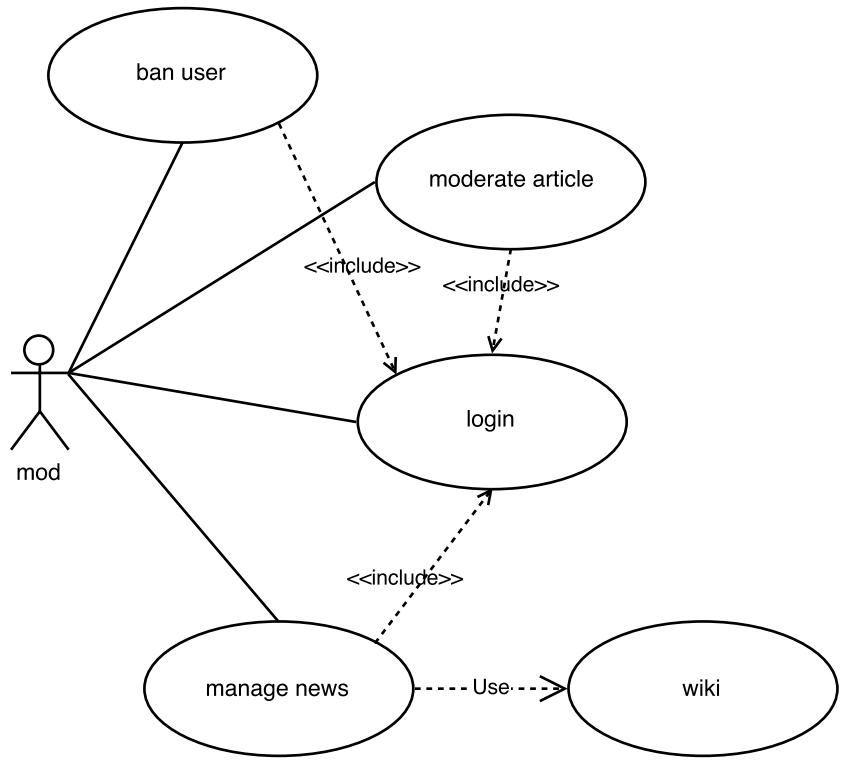 ban user
moderate article
<<include>>
<<include>>
login
mod
<<include>>
manage news
Use
wiki